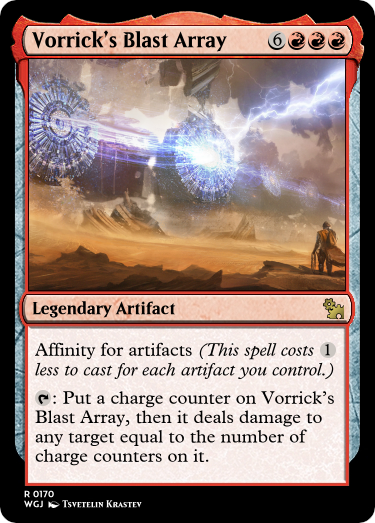 Vorrick's Blast Array 6
Legendary Artifact
Affinity for artifacts (This spell costs 1
less to cast for each artifact you control.)
: Put a charge counter on Vorrick's
Blast Array, then it deals damage to
any target equal to the number of
charge counters on it.
R 0170
WGJ Tsvetelin Krastev